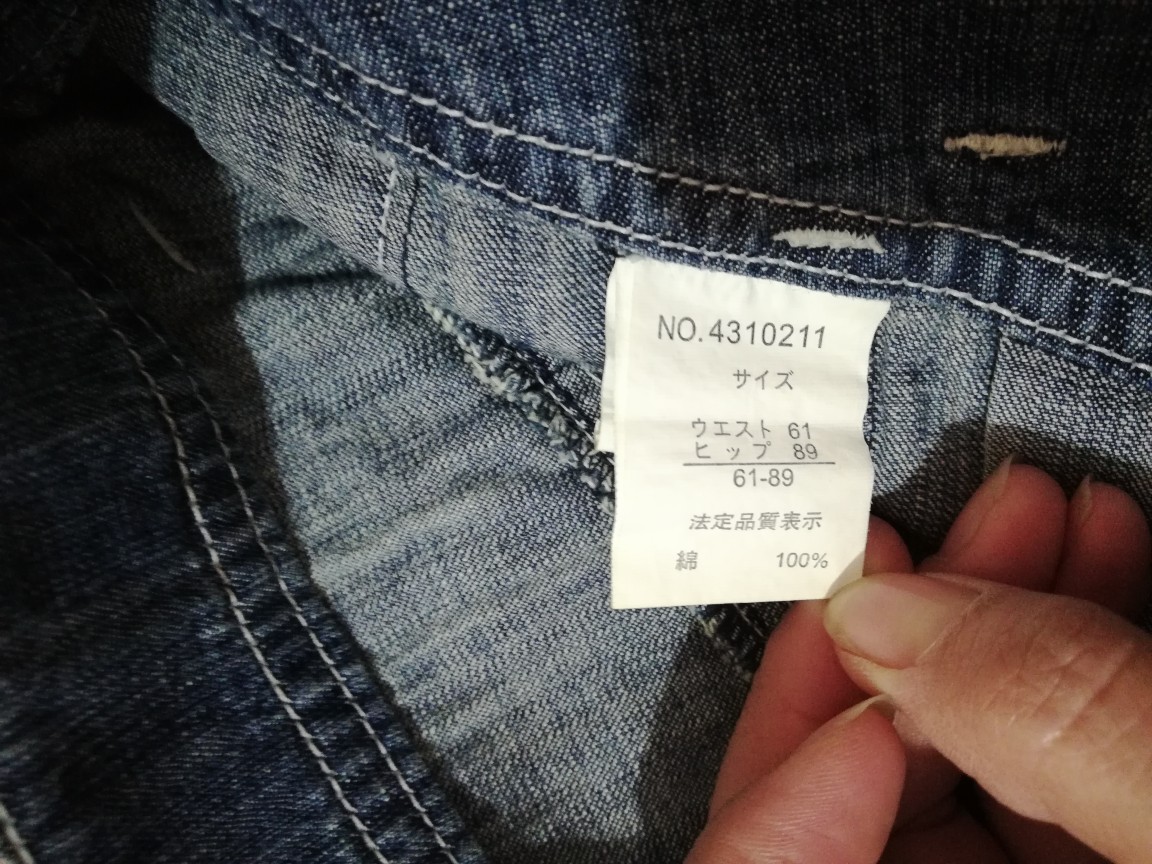 NO.4310211
サイズ
ウエスト 61
ヒップ 89
61-89
法定品質表示
綿 100%